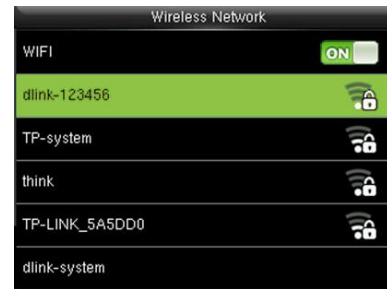 Wireless Network
WIFI ON
dlink-123456
TP-system
think
TP-LINK_5A5DD0
dlink-system